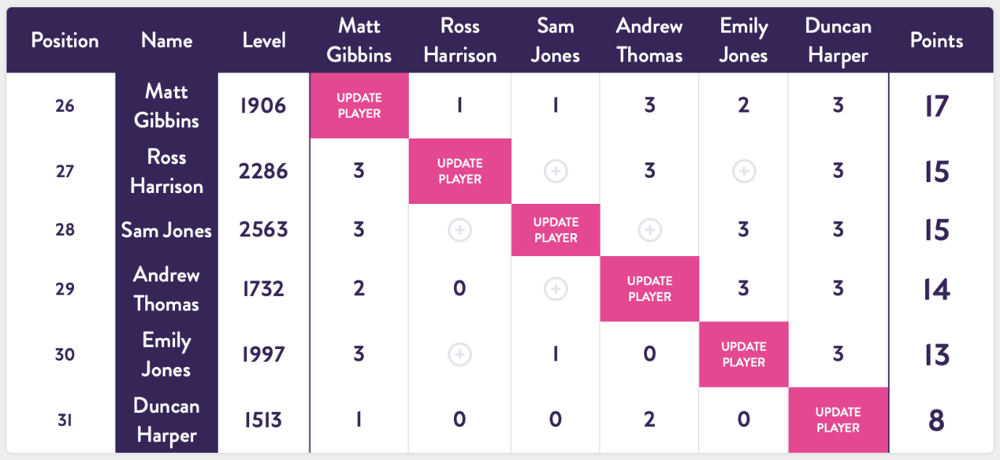 Position Name Level Matt Gibbins Ross Harrison Sam Jones Andrew Thomas Emily Jones Duncan Harper Points
26 Matt Gibbins 1906 UPDATE PLAYER 1 1 3 2 3 17
27 Ross Harrison 2286 3 UPDATE PLAYER 3 3 15
28 Sam Jones 2563 3 UPDATE PLAYER 3 3 15
29 Andrew Thomas 1732 2 0 UPDATE PLAYER 3 3 14
30 Emily Jones 1997 3 1 0 UPDATE PLAYER 3 13
31 Duncan Harper 1513 1 0 0 2 0 UPDATE PLAYER 8